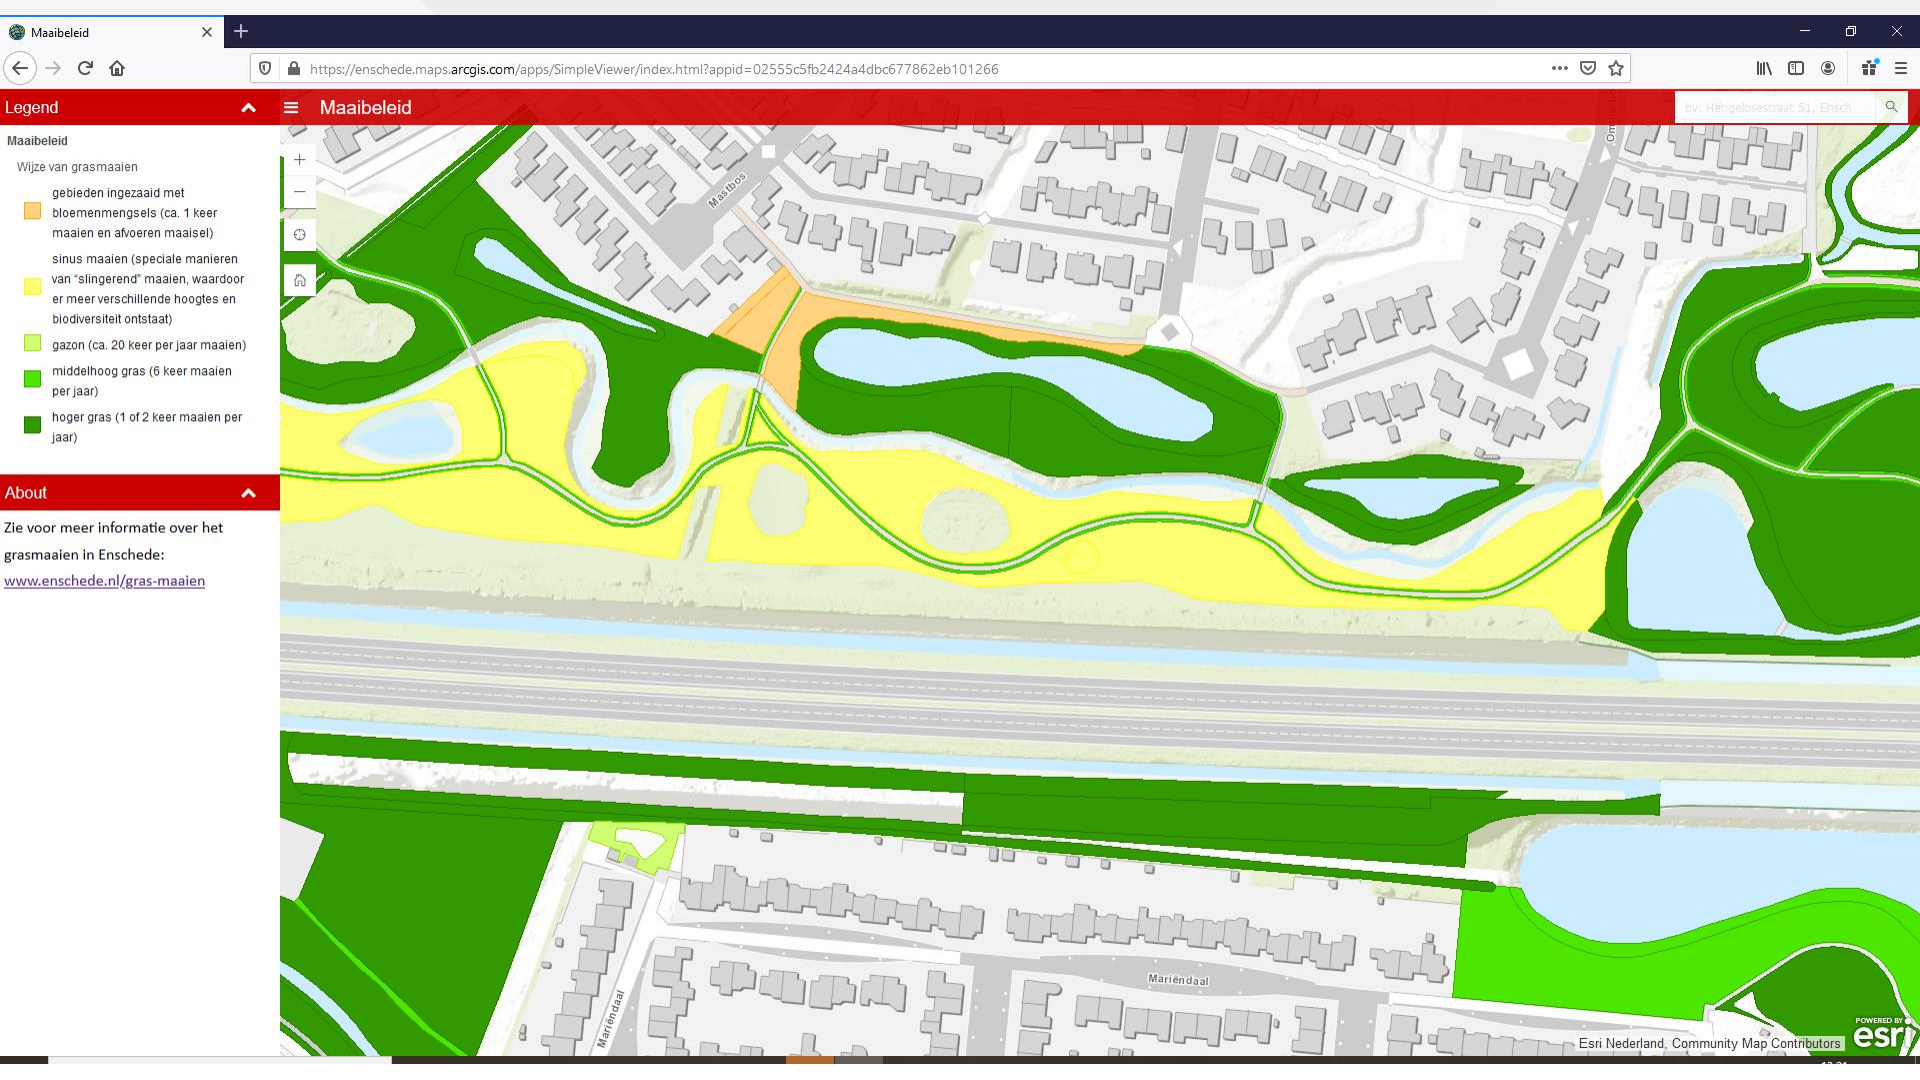 Maaibeleid
https://enschede.maps.arcgis.com/apps/SimpleViewer/index.html?appid=02555c5fb2424a4dbc677862eb101266
Legend
Maaibeleid
bv. Hengelosestraat 51, Ensch
Maaibeleid
Wijze van grasmaaien
gebieden ingezaaid met
bloemenmengsels (ca. 1 keer
maaien en afvoeren maaisel)
sinus maaien (speciale manieren
van “slingerend” maaien, waardoor
er meer verschillende hoogtes en
biodiversiteit ontstaat)
gazon (ca. 20 keer per jaar maaien)
middelhoog gras (6 keer maaien
per jaar)
hoger gras (1 of 2 keer maaien per
jaar)
About
Zie voor meer informatie over het
grasmaaien in Enschede:
www.enschede.nl/gras-maaien
Mastbos
Mariëndaal
Mariëndaal
POWERED BY
esri
Esri Nederland, Community Map Contributors